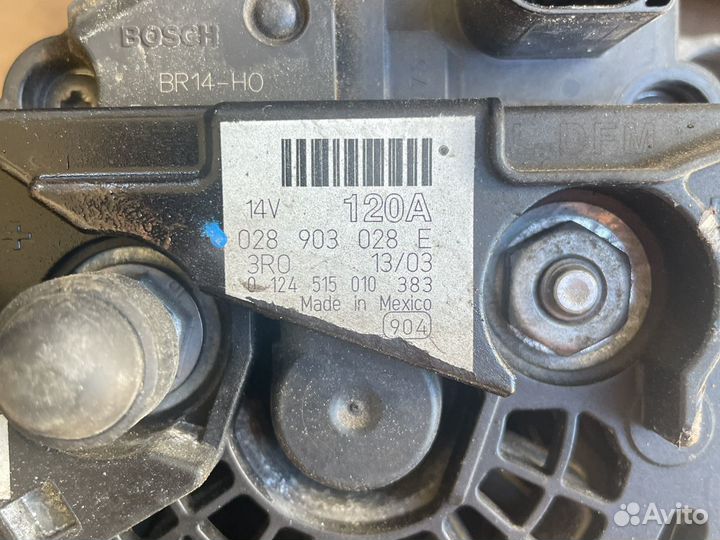 BOSCH
BR14-HO
L DFM
14V 120A
028 903 028 E
3RO 13/03
0 124 515 010 383
Made in Mexico
904
+
Avito